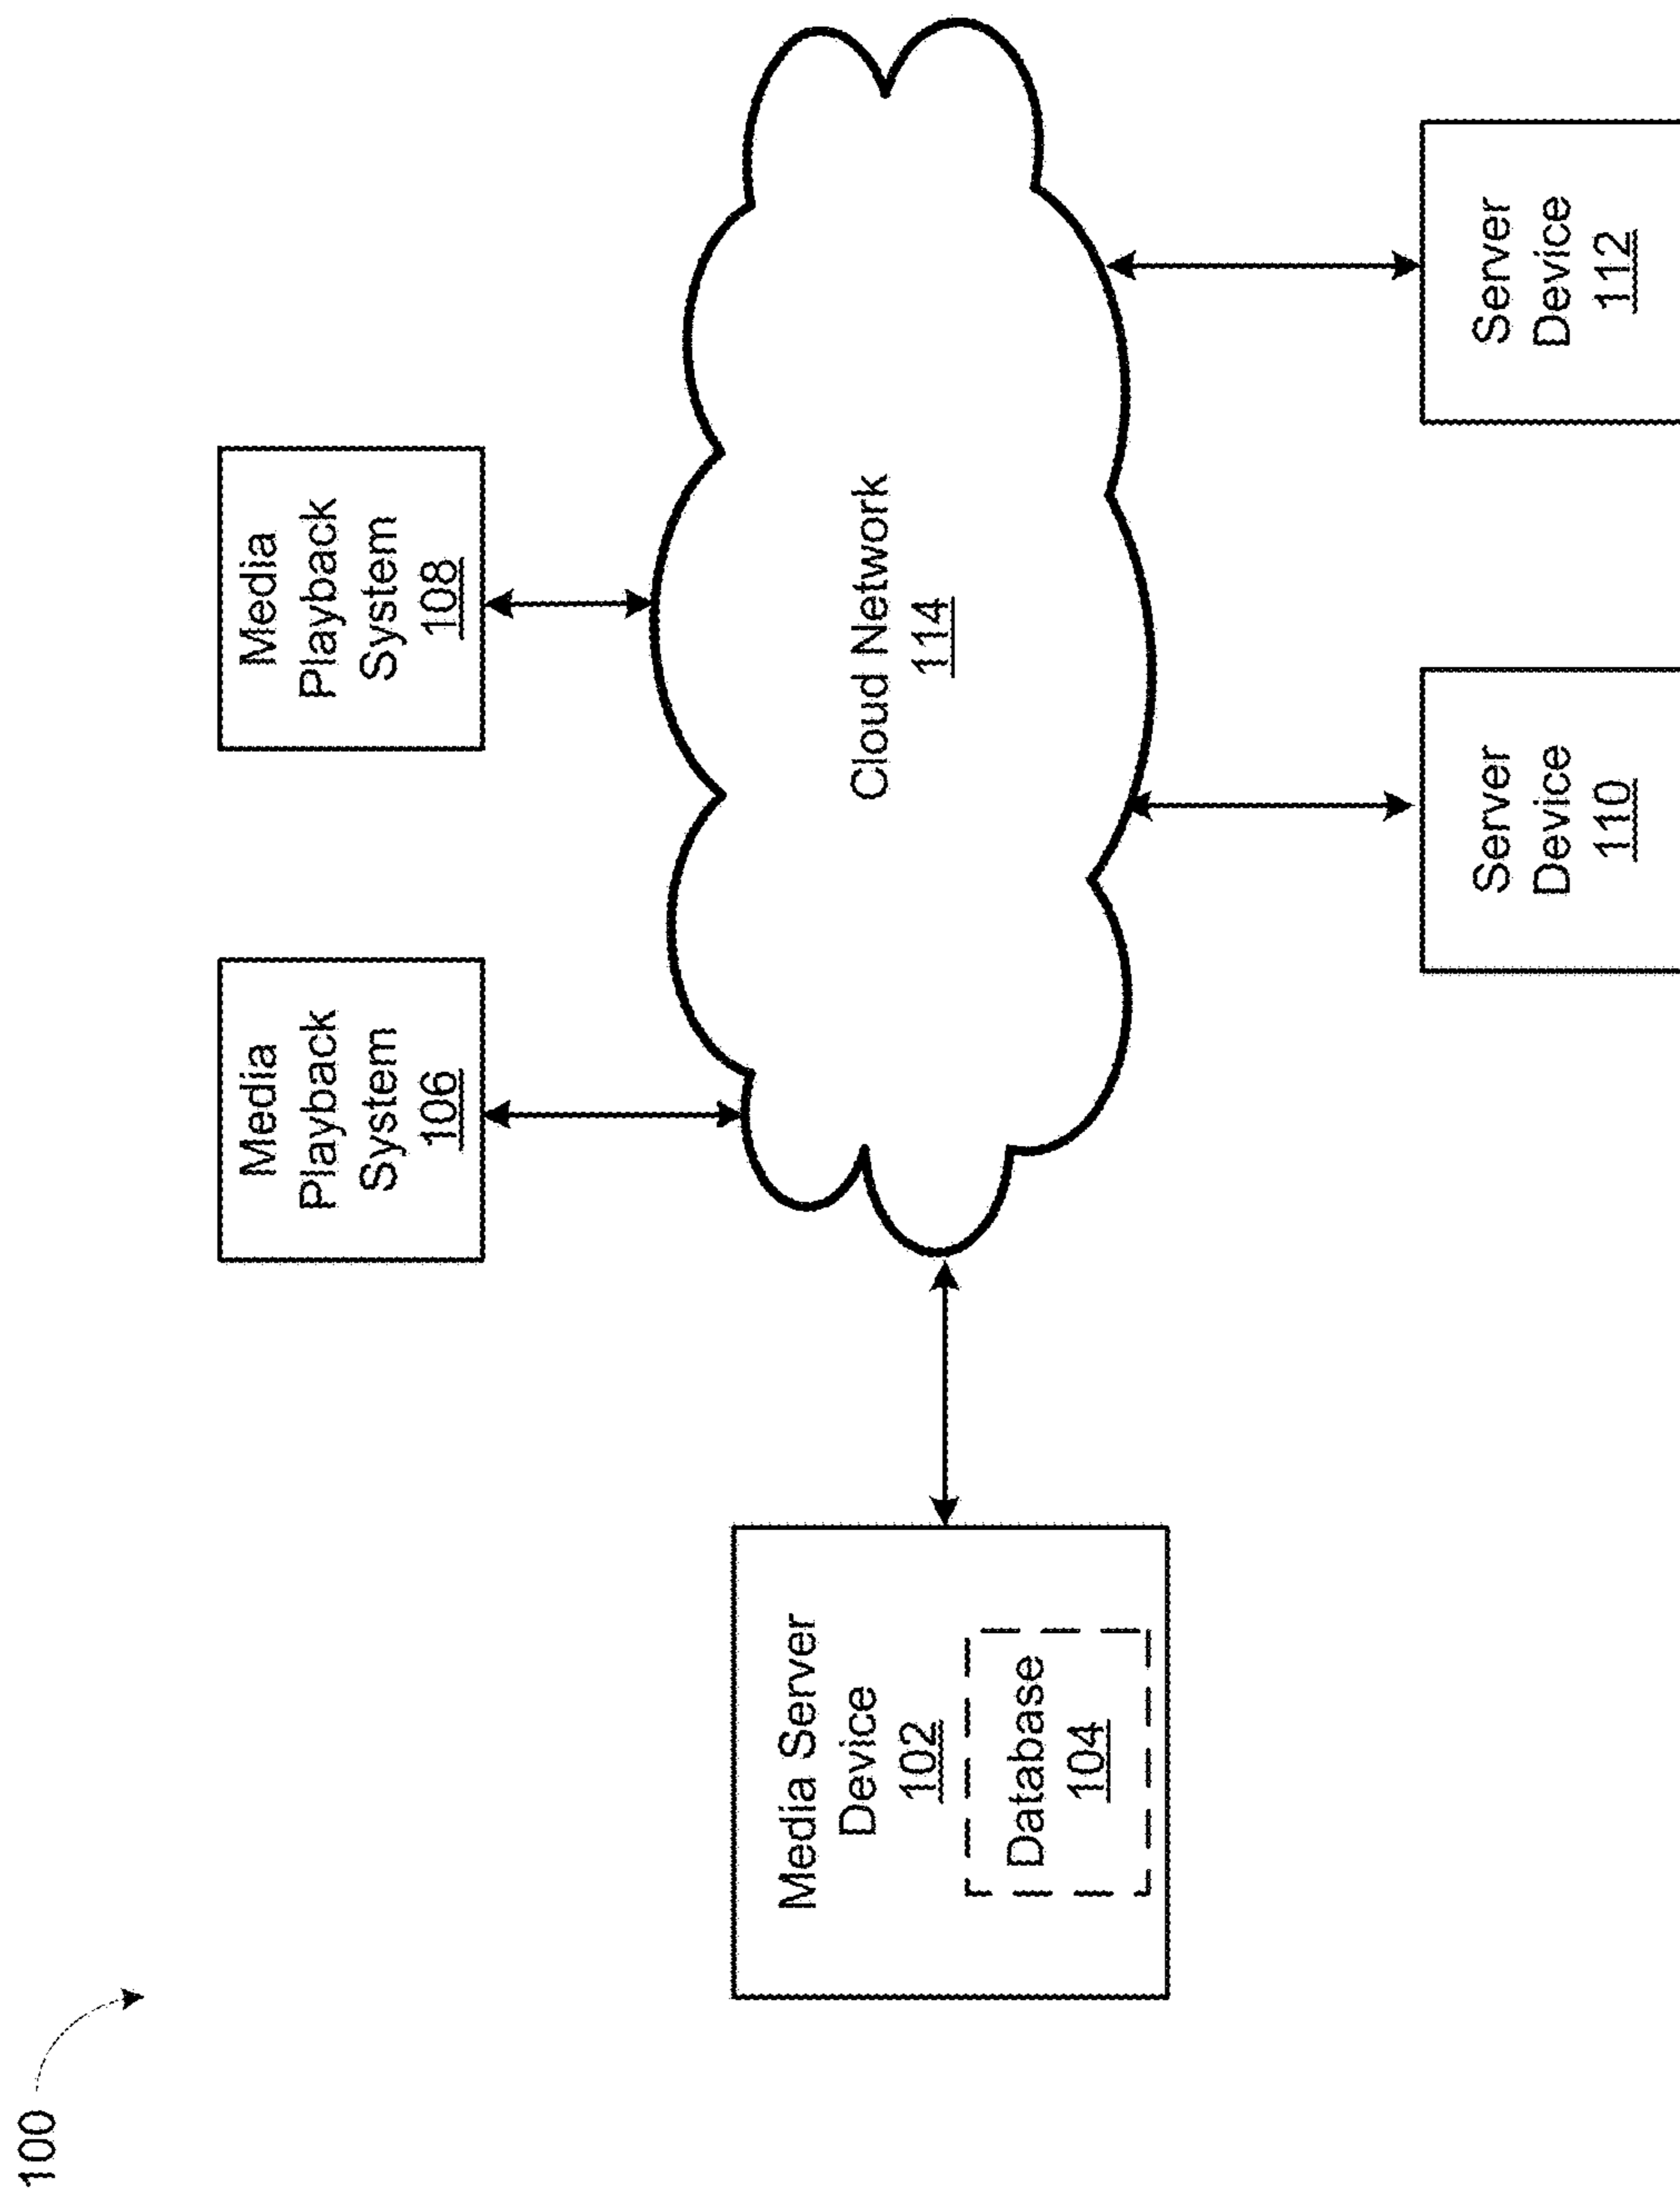 100
Media
Playback
System
106
Media
Playback
System
108
Media Server
Device
102
Database
104
Cloud Network
114
Server
Device
110
Server
Device
112